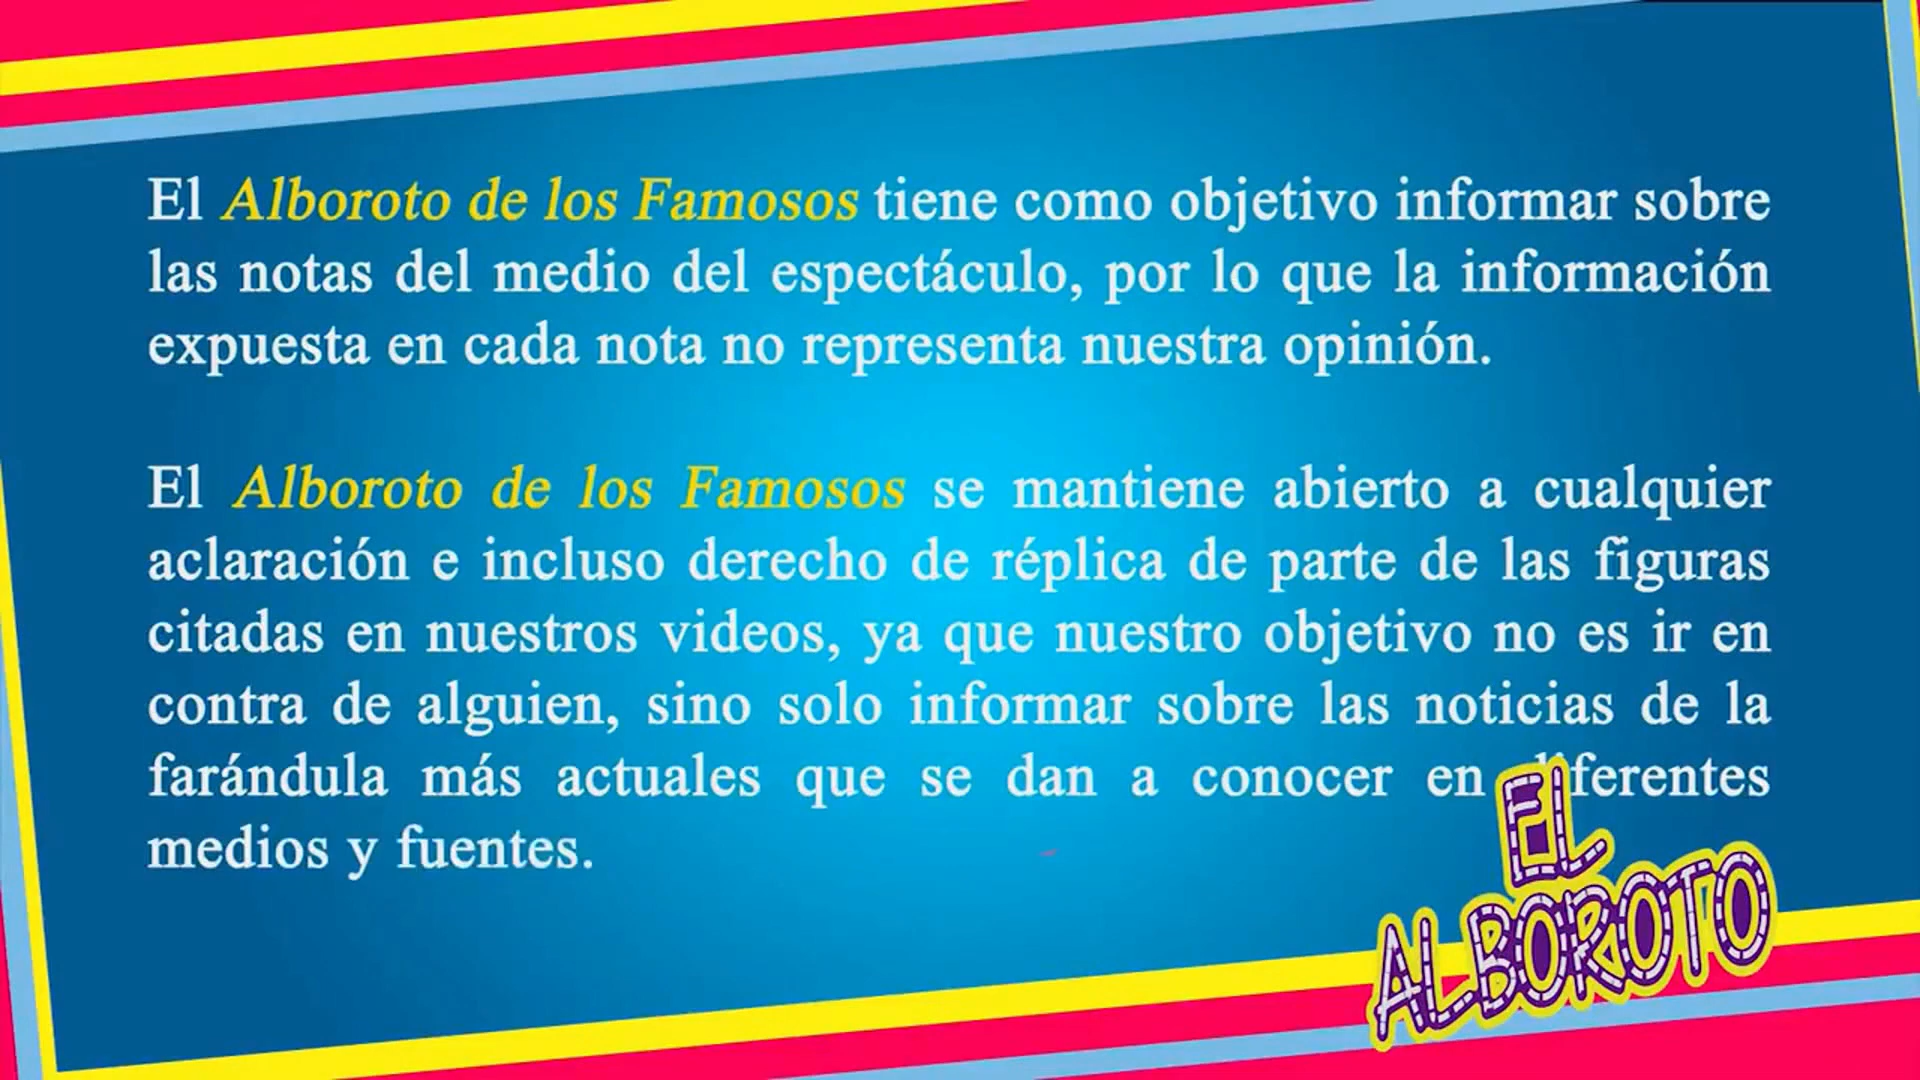 El Alboroto de los Famosos tiene como objetivo informar sobre
las notas del medio del espectáculo, por lo que la información
expuesta en cada nota no representa nuestra opinión.
El Alboroto de los Famosos se mantiene abierto a cualquier
aclaración e incluso derecho de réplica de parte de las figuras
citadas en nuestros videos, ya que nuestro objetivo no es ir en
contra de alguien, sino solo informar sobre las noticias de la
farándula más actuales que se dan a conocer en diferentes
medios y fuentes.
EL
ALBOROTO